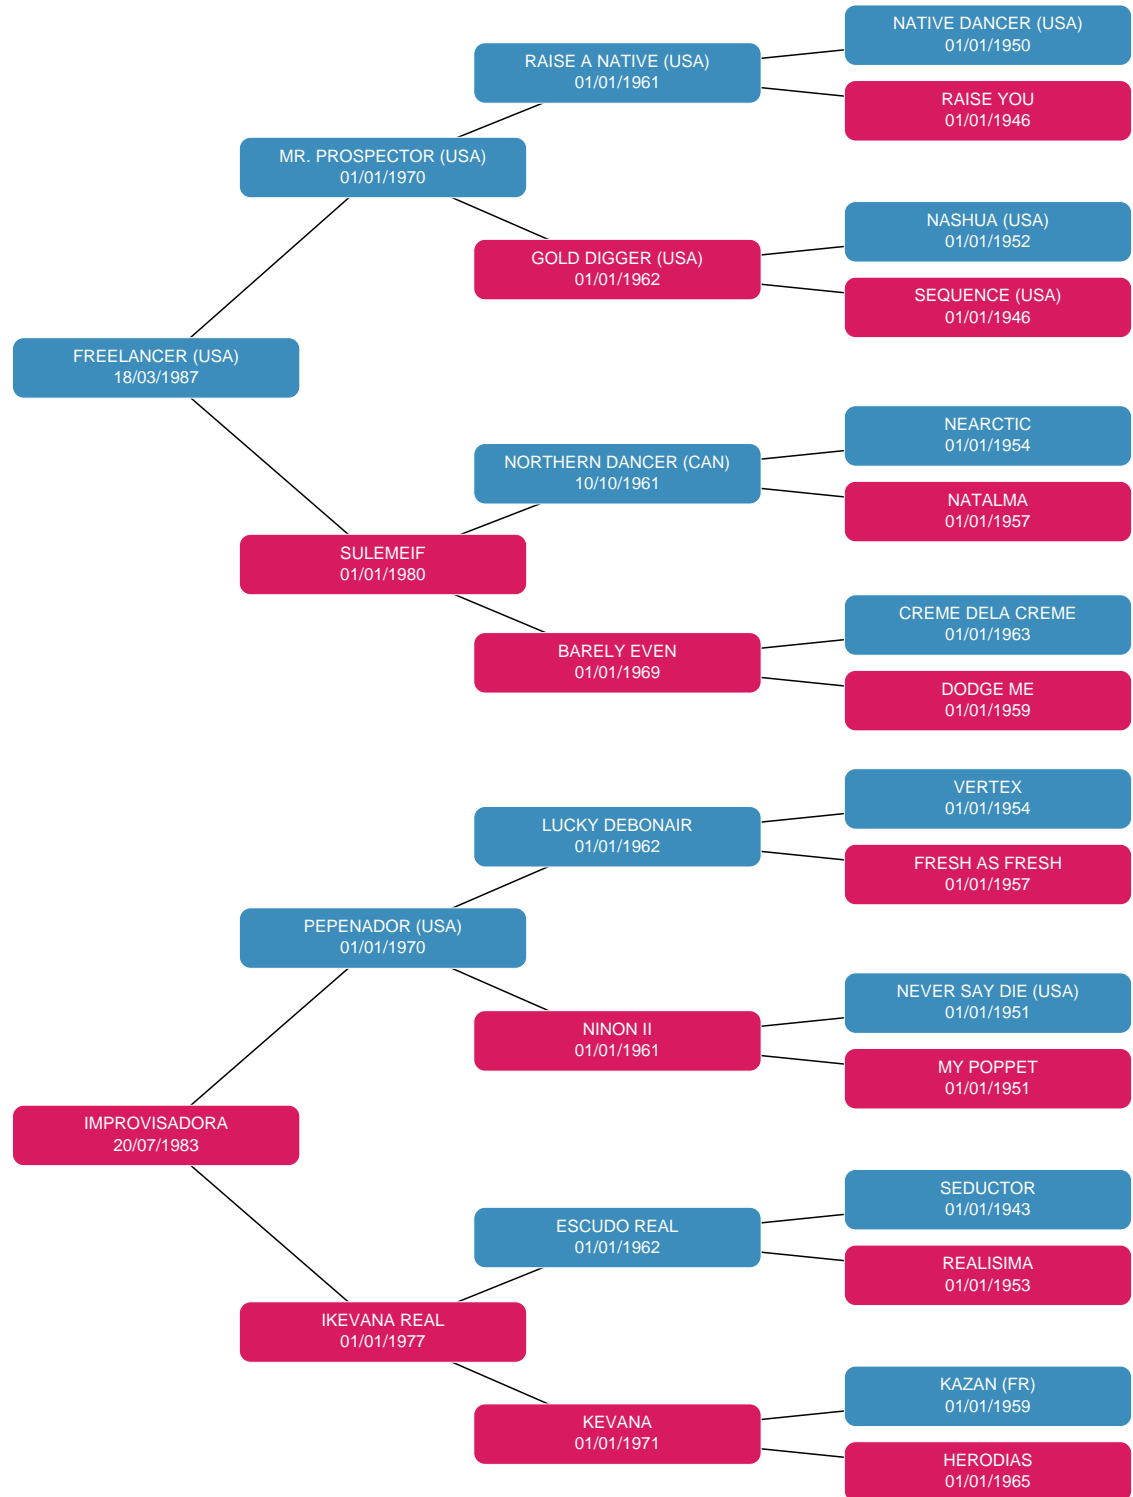 NATIVE DANCER (USA)
01/01/1950
RAISE A NATIVE (USA)
01/01/1961
RAISE YOU
01/01/1946
MR. PROSPECTOR (USA)
01/01/1970
NASHUA (USA)
01/01/1952
GOLD DIGGER (USA)
01/01/1962
SEQUENCE (USA)
01/01/1946
FREELANCER (USA)
18/03/1987
NEARCTIC
01/01/1954
NORTHERN DANCER (CAN)
10/10/1961
NATALMA
01/01/1957
SULEMEIF
01/01/1980
CREME DELA CREME
01/01/1963
BARELY EVEN
01/01/1969
DODGE ME
01/01/1959
VERTEX
01/01/1954
LUCKY DEBONAIR
01/01/1962
FRESH AS FRESH
01/01/1957
PEPENADOR (USA)
01/01/1970
NEVER SAY DIE (USA)
01/01/1951
NINON II
01/01/1961
MY POPPET
01/01/1951
IMPROVISADORA
20/07/1983
SEDUCTOR
01/01/1943
ESCUDO REAL
01/01/1962
REALISIMA
01/01/1953
IKEVANA REAL
01/01/1977
KAZAN (FR)
01/01/1959
KEVANA
01/01/1971
HERODIAS
01/01/1965